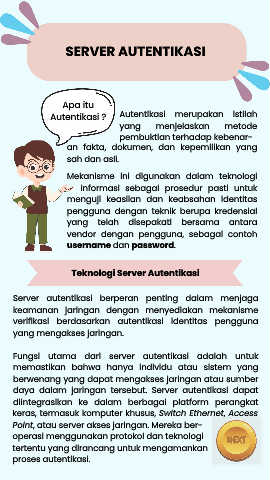 SERVER AUTENTIKASI
Apa itu
Autentikasi ?
Autentikasi merupakan istilah
yang menjelaskan metode
pembuktian terhadap kebenar-
an fakta, dokumen, dan kepemilikan yang
sah dan asli.
Mekanisme ini digunakan dalam teknologi
informasi sebagai prosedur pasti untuk
menguji keaslian dan keabsahan identitas
pengguna dengan teknik berupa kredensial
yang telah disepakati bersama antara
vendor dengan pengguna, sebagai contoh
username dan password.
Teknologi Server Autentikasi
Server autentikasi berperan penting dalam menjaga
keamanan jaringan dengan menyediakan mekanisme
verifikasi berdasarkan autentikasi identitas pengguna
yang mengakses jaringan.
Fungsi utama dari server autentikasi adalah untuk
memastikan bahwa hanya individu atau sistem yang
berwenang yang dapat mengakses jaringan atau sumber
daya dalam jaringan tersebut. Server autentikasi dapat
diintegrasikan ke dalam berbagai platform perangkat
keras, termasuk komputer khusus, Switch Ethernet, Access
Point, atau server akses jaringan. Mereka ber-
operasi menggunakan protokol dan teknologi
tertentu yang dirancang untuk mengamankan
proses autentikasi.
NEXT